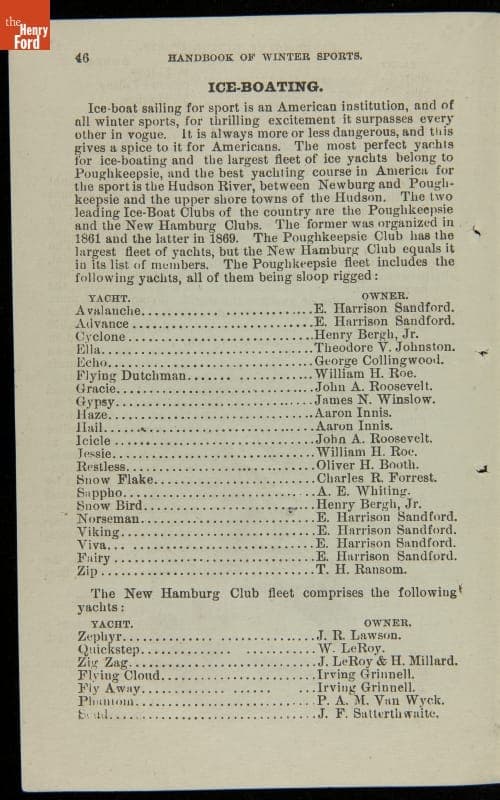 the
Henry
Ford
46 HANDBOOK OF WINTER SPORTS.
ICE-BOATING.
Ice-boat sailing for sport is an American institution, and of
all winter sports, for thrilling excitement it surpasses every
other in vogue. It is always more or less dangerous, and this
gives a spice to it for Americans. The most perfect yachts
for ice-boating and the largest fleet of ice yachts belong to
Poughkeepsie, and the best yachting course in America for
the sport is the Hudson River, between Newburg and Pough-
keepsie and the upper shore towns of the Hudson. The two
leading Ice-Boat Clubs of the country are the Poughkeepsie
and the New Hamburg Clubs. The former was organized in
1861 and the latter in 1869. The Poughkeepsie Club has the
largest fleet of yachts, but the New Hamburg Club equals it
in its list of members. The Poughkeepsie fleet includes the
following yachts, all of them being sloop rigged:
YACHT. OWNER.
Avalanche........................E. Harrison Sandford.
Advance........................E. Harrison Sandford.
Cyclone........................Henry Bergh, Jr.
Ella........................Theodore V. Johnston.
Echo........................George Collingwood.
Flying Dutchman........................William H. Roe.
Gracie........................John A. Roosevelt.
Gypsy........................James N. Winslow.
Haze........................Aaron Innis.
Hail........................Aaron Innis.
Icicle........................John A. Roosevelt.
Jessie........................William H. Roe.
Restless........................Oliver H. Booth.
Snow Flake........................Charles R. Forrest.
Sappho........................A. E. Whiting.
Snow Bird........................Henry Bergh, Jr.
Norseman........................E. Harrison Sandford.
Viking........................E. Harrison Sandford.
Viva........................E. Harrison Sandford.
Fairy........................E. Harrison Sandford.
Zip........................T. H. Ransom.
The New Hamburg Club fleet comprises the following
yachts:
YACHT. OWNER.
Zephyr........................J. R. Lawson.
Quickstep........................W. LeRoy.
Zig Zag........................J. LeRoy & H. Millard.
Flying Cloud........................Irving Grinnell.
Fly Away........................Irving Grinnell.
Phantom........................P. A. M. Van Wyck.
........................J. F. Satterthwaite.